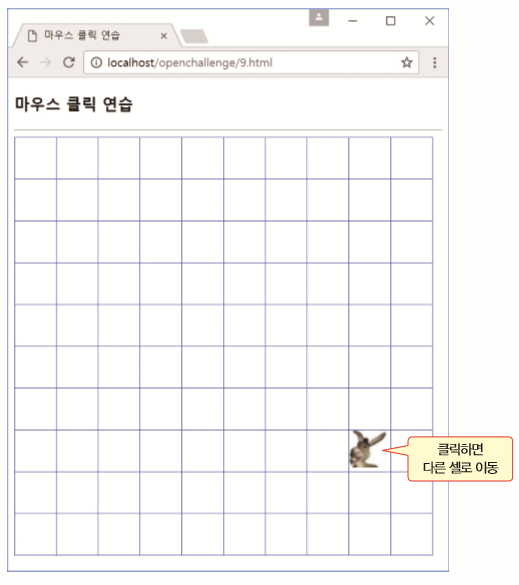 마우스 클릭 연습
localhost/openchallenge/9.html
마우스 클릭 연습
클릭하면
다른 셀로 이동